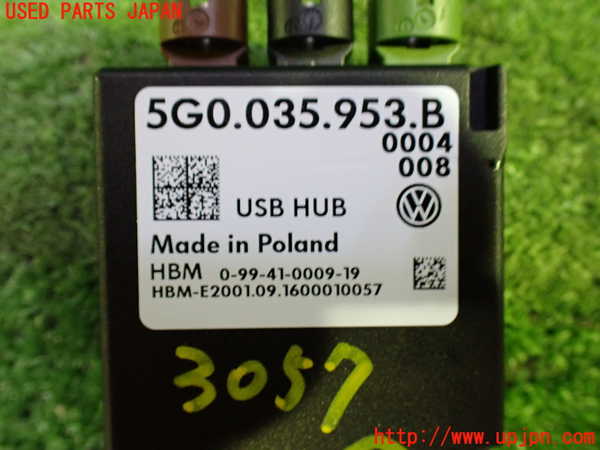 USED PARTS JAPAN
5G0.035.953.B
0004
008
USB HUB
Made in Poland
HBM 0-99-41-0009-19
HBM-E2001.09.1600010057
3057
http://www.upjpn.com/